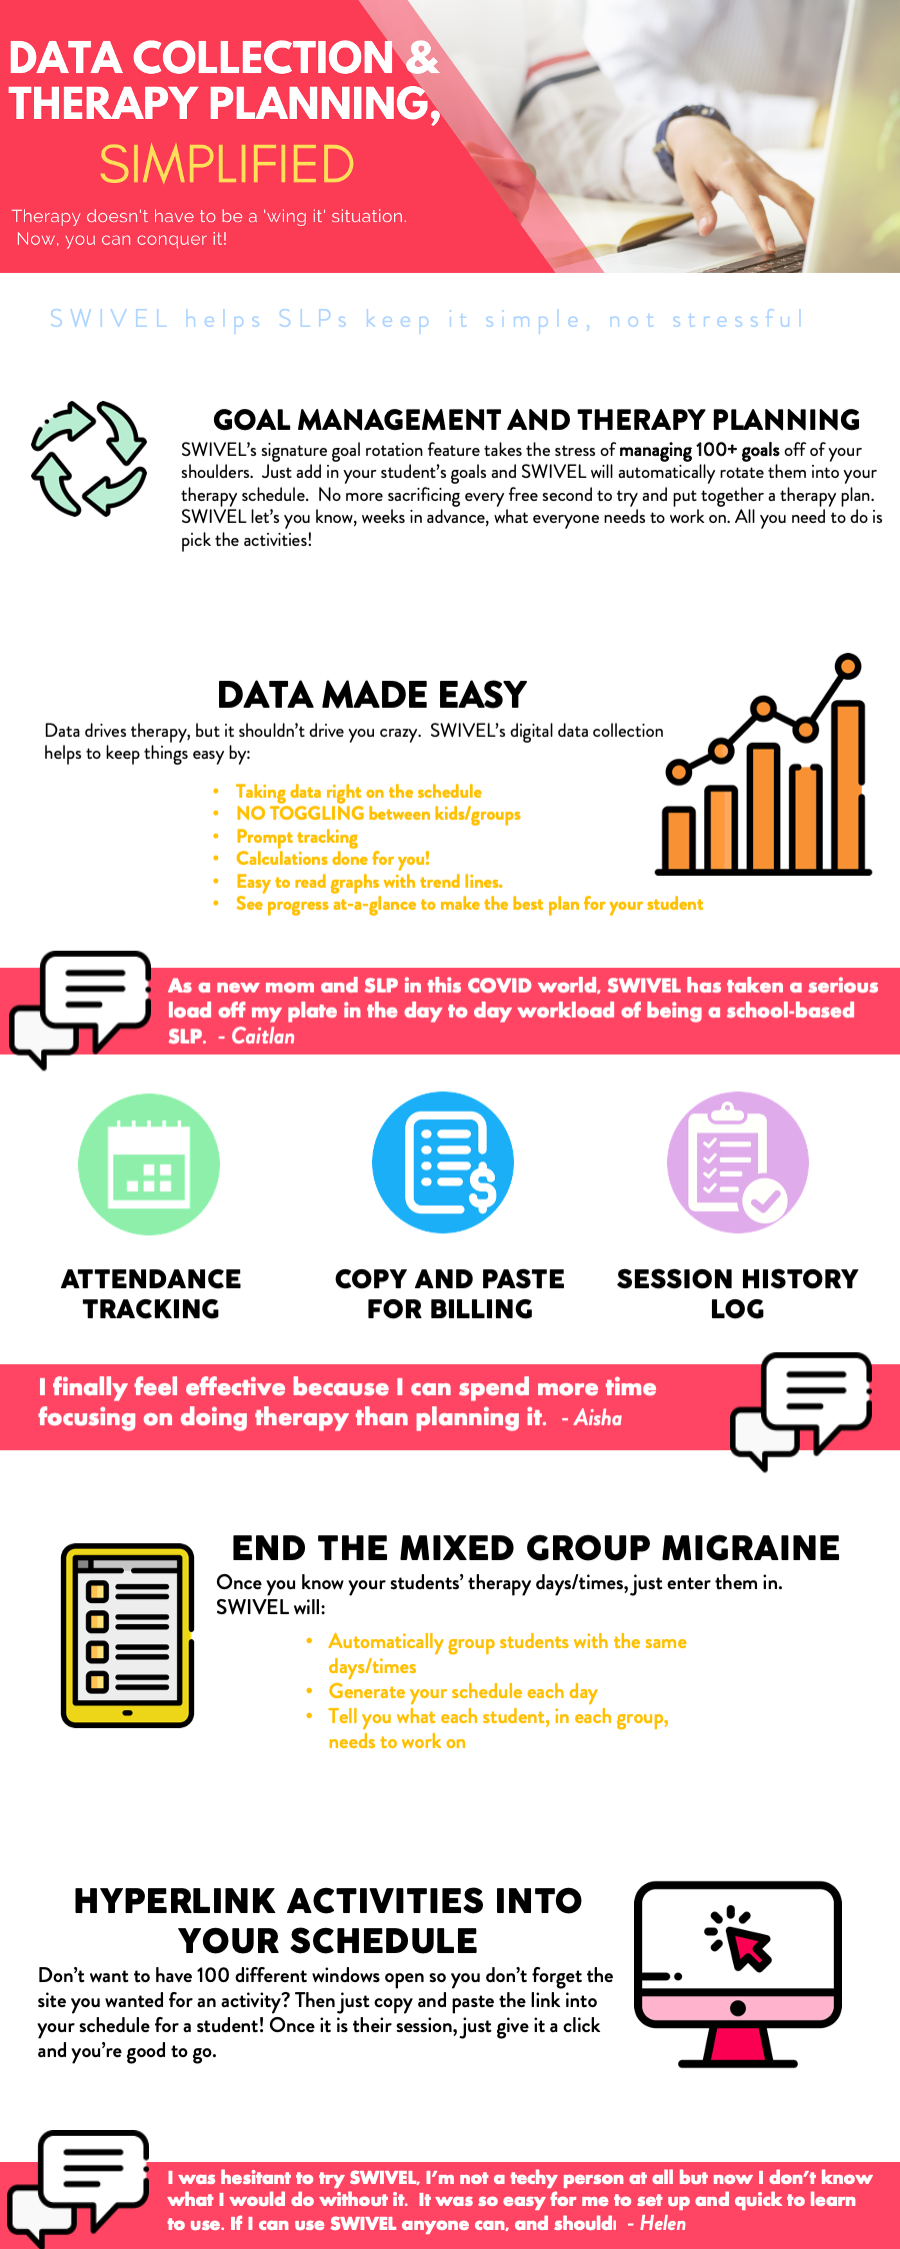 DATA COLLECTION &
THERAPY PLANNING,
SIMPLIFIED
Therapy doesn't have to be a 'wing it' situation.
Now, you can conquer it!
SWIVEL helps SLPs keep it simple, not stressful
GOAL MANAGEMENT AND THERAPY PLANNING
SWIVEL's signature goal rotation feature takes the stress of managing 100+ goals off of your
shoulders. Just add in your student's goals and SWIVEL will automatically rotate them into your
therapy schedule. No more sacrificing every free second to try and put together a therapy plan.
SWIVEL let's you know, weeks in advance, what everyone needs to work on. All you need to do is
pick the activities!
DATA MADE EASY
Data drives therapy, but it shouldn't drive you crazy. SWIVEL's digital data collection
helps to keep things easy by:
• Taking data right on the schedule
• NO TOGGLING between kids/groups
• Prompt tracking
• Calculations done for you!
• Easy to read graphs with trend lines.
• See progress at-a-glance to make the best plan for your student
As a new mom and SLP in this COVID world, SWIVEL has taken a serious
load off my plate in the day to day workload of being a school-based
SLP. - Caitlan
ATTENDANCE
TRACKING
COPY AND PASTE
FOR BILLING
SESSION HISTORY
LOG
I finally feel effective because I can spend more time
focusing on doing therapy than planning it. - Aisha
END THE MIXED GROUP MIGRAINE
Once you know your students' therapy days/times, just enter them in.
SWIVEL will:
• Automatically group students with the same
days/times
• Generate your schedule each day
• Tell you what each student, in each group,
needs to work on
HYPERLINK ACTIVITIES INTO
YOUR SCHEDULE
Don't want to have 100 different windows open so you don't forget the
site you wanted for an activity? Then just copy and paste the link into
your schedule for a student! Once it is their session, just give it a click
and you're good to go.
I was hesitant to try SWIVEL, I'm not a techy person at all but now I don't know
what I would do without it. It was so easy for me to set up and quick to learn
to use. If I can use SWIVEL anyone can, and should! - Helen